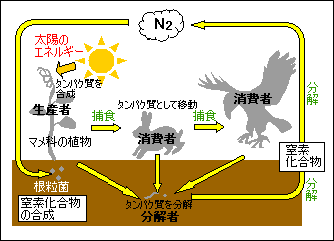 N2
太陽の
エネルギー
タンパク質を
合成
生産者
マメ科の植物
捕食
タンパク質として移動
消費者
捕食
消費者
分解
窒素
化合物
分解
根粒菌
窒素化合物
の合成
タンパク質を分解
分解者